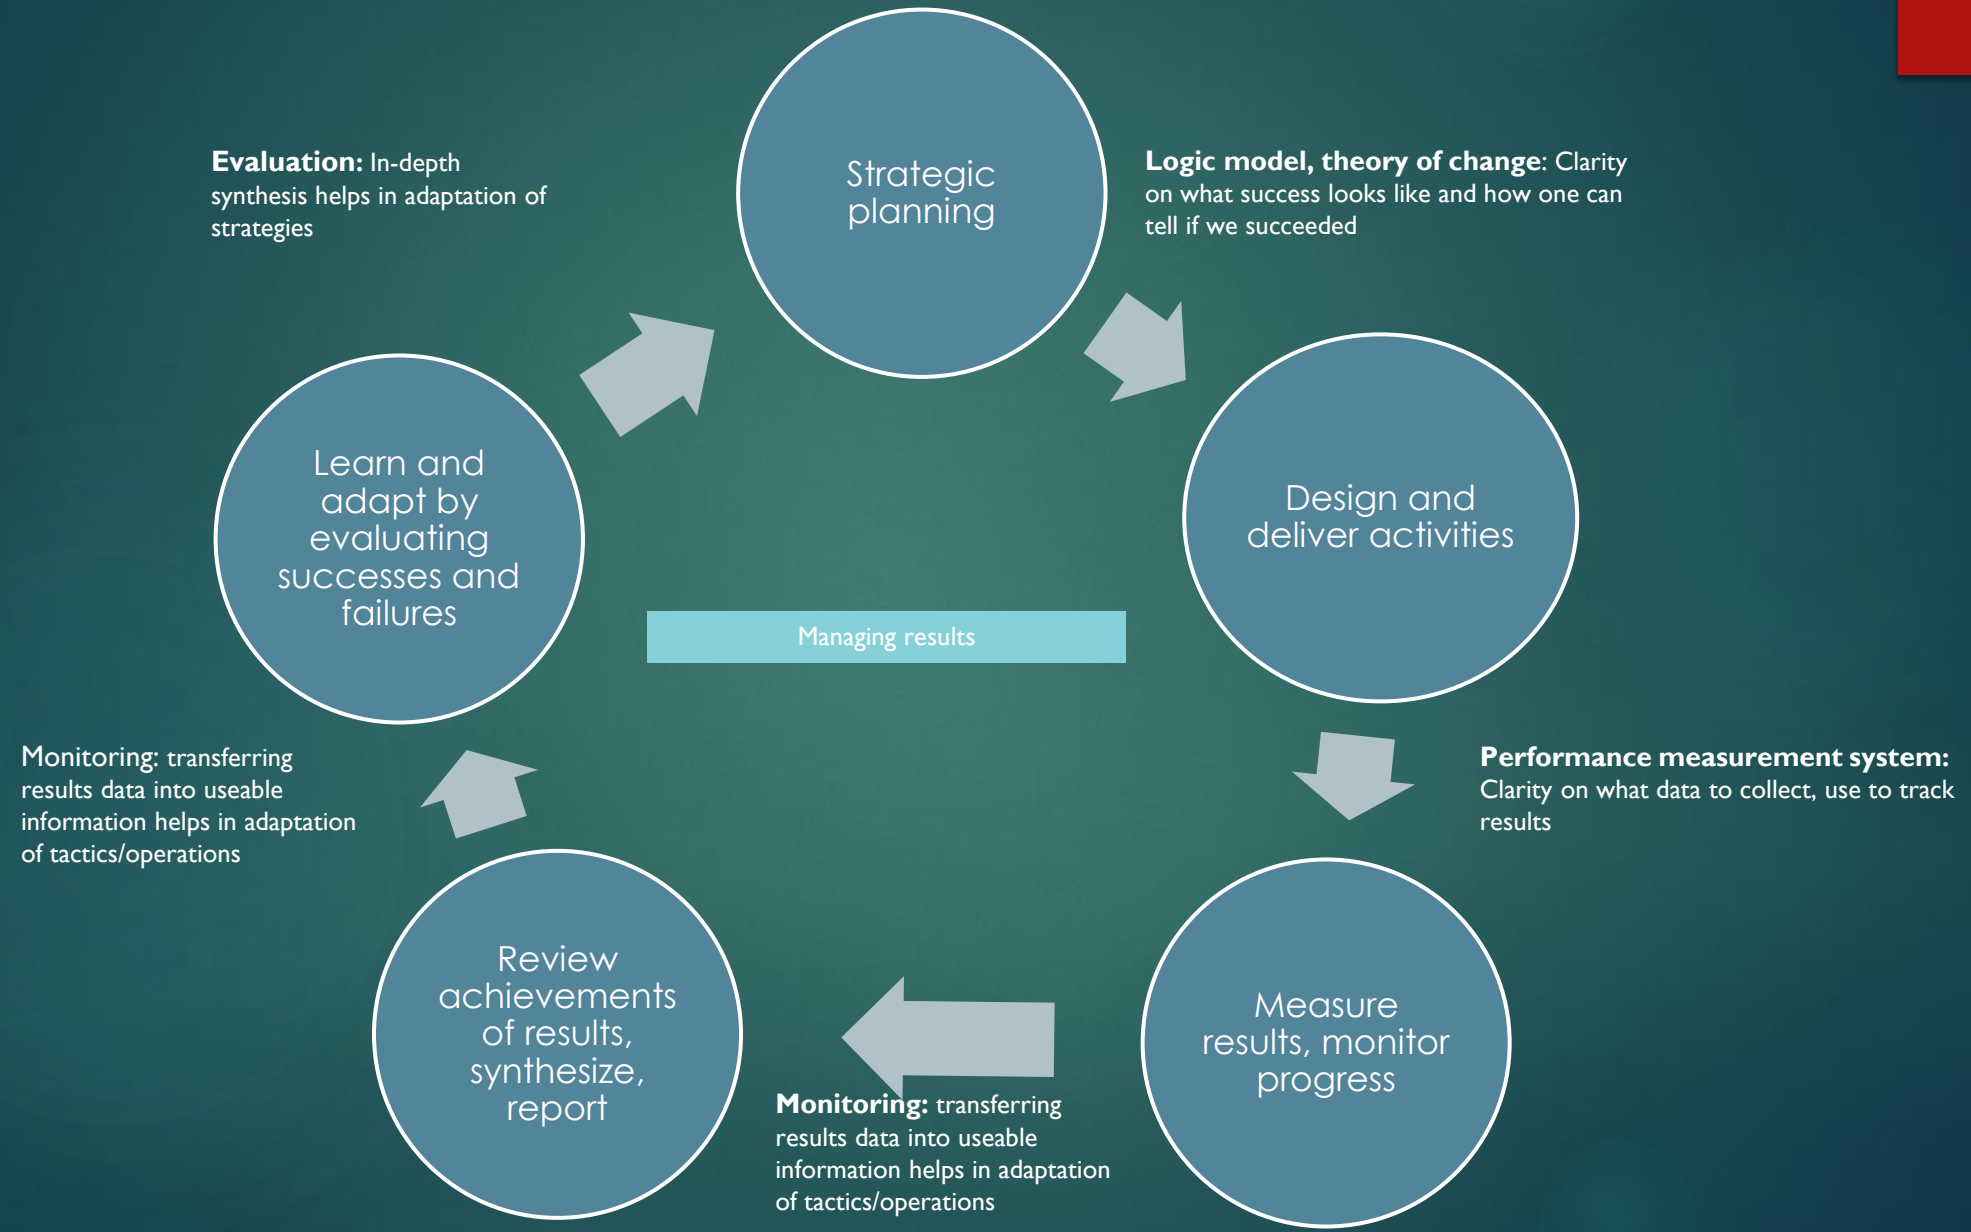 Strategic
planning
Logic model, theory of change: Clarity
on what success looks like and how one can
tell if we succeeded
Design and
deliver activities
Performance measurement system:
Clarity on what data to collect, use to track
results
Measure
results, monitor
progress
Monitoring: transferring
results data into useable
information helps in adaptation
of tactics/operations
Review
achievements
of results,
synthesize,
report
Monitoring: transferring
results data into useable
information helps in adaptation
of tactics/operations
Learn and
adapt by
evaluating
successes and
failures
Evaluation: In-depth
synthesis helps in adaptation of
strategies
Managing results